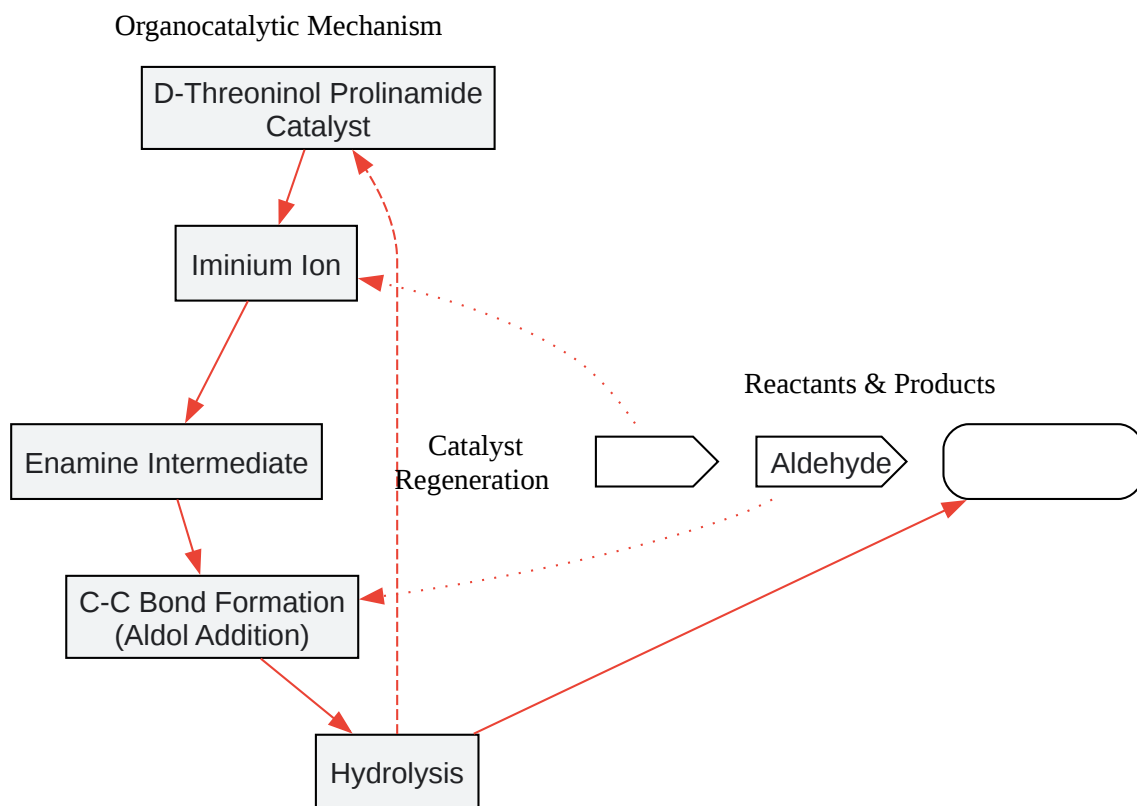 Organocatalytic Mechanism
D-Threoninol Prolinamide
Catalyst
Iminium Ion
Reactants & Products
Enamine Intermediate
Catalyst
Regeneration
Aldehyde
C-C Bond Formation
(Aldol Addition)
Hydrolysis